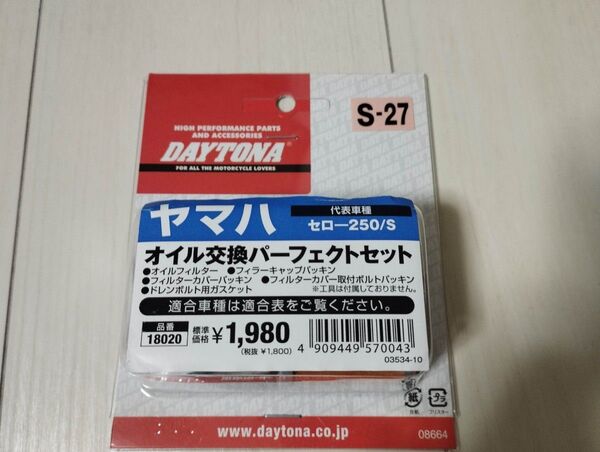 S-27
HIGH PERFORMANCE PARTS
AND ACCESSORIES
DAYTONA®
FOR ALL THE MOTORCYCLE LOVERS
ヤマハ
代表車種
セロー250/S
オイル交換パーフェクトセット
●オイルフィルター ●フィラーキャップパッキン
●フィルターカバーパッキン ●フィルターカバー取付ボルトパッキン
●ドレンボルト用ガスケット ※工具は付属しておりません。
適合車種は適合表をご覧ください。
品番
18020
標準価格 ¥1,980
(税抜 ¥1,800)
4 909449 570043
03534-10
紙
台紙
プラ
ブリスター
www.daytona.co.jp
08664